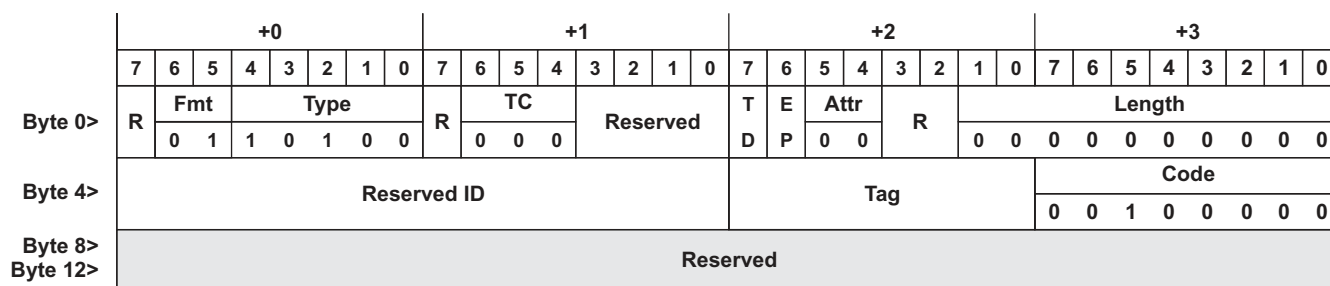 +0 +1 +2 +3
7 6 5 4 3 2 1 0 7 6 5 4 3 2 1 0 7 6 5 4 3 2 1 0 7 6 5 4 3 2 1 0
Byte 0> R Fmt Type R TC Reserved T D E P Attr R Length
0 1 1 0 1 0 0 0 0 0 0 0 0 0 0 0 0 0 0 0 0 0
Byte 4> Reserved ID Tag Code
0 0 1 0 0 0 0 0
Byte 8> Reserved
Byte 12>